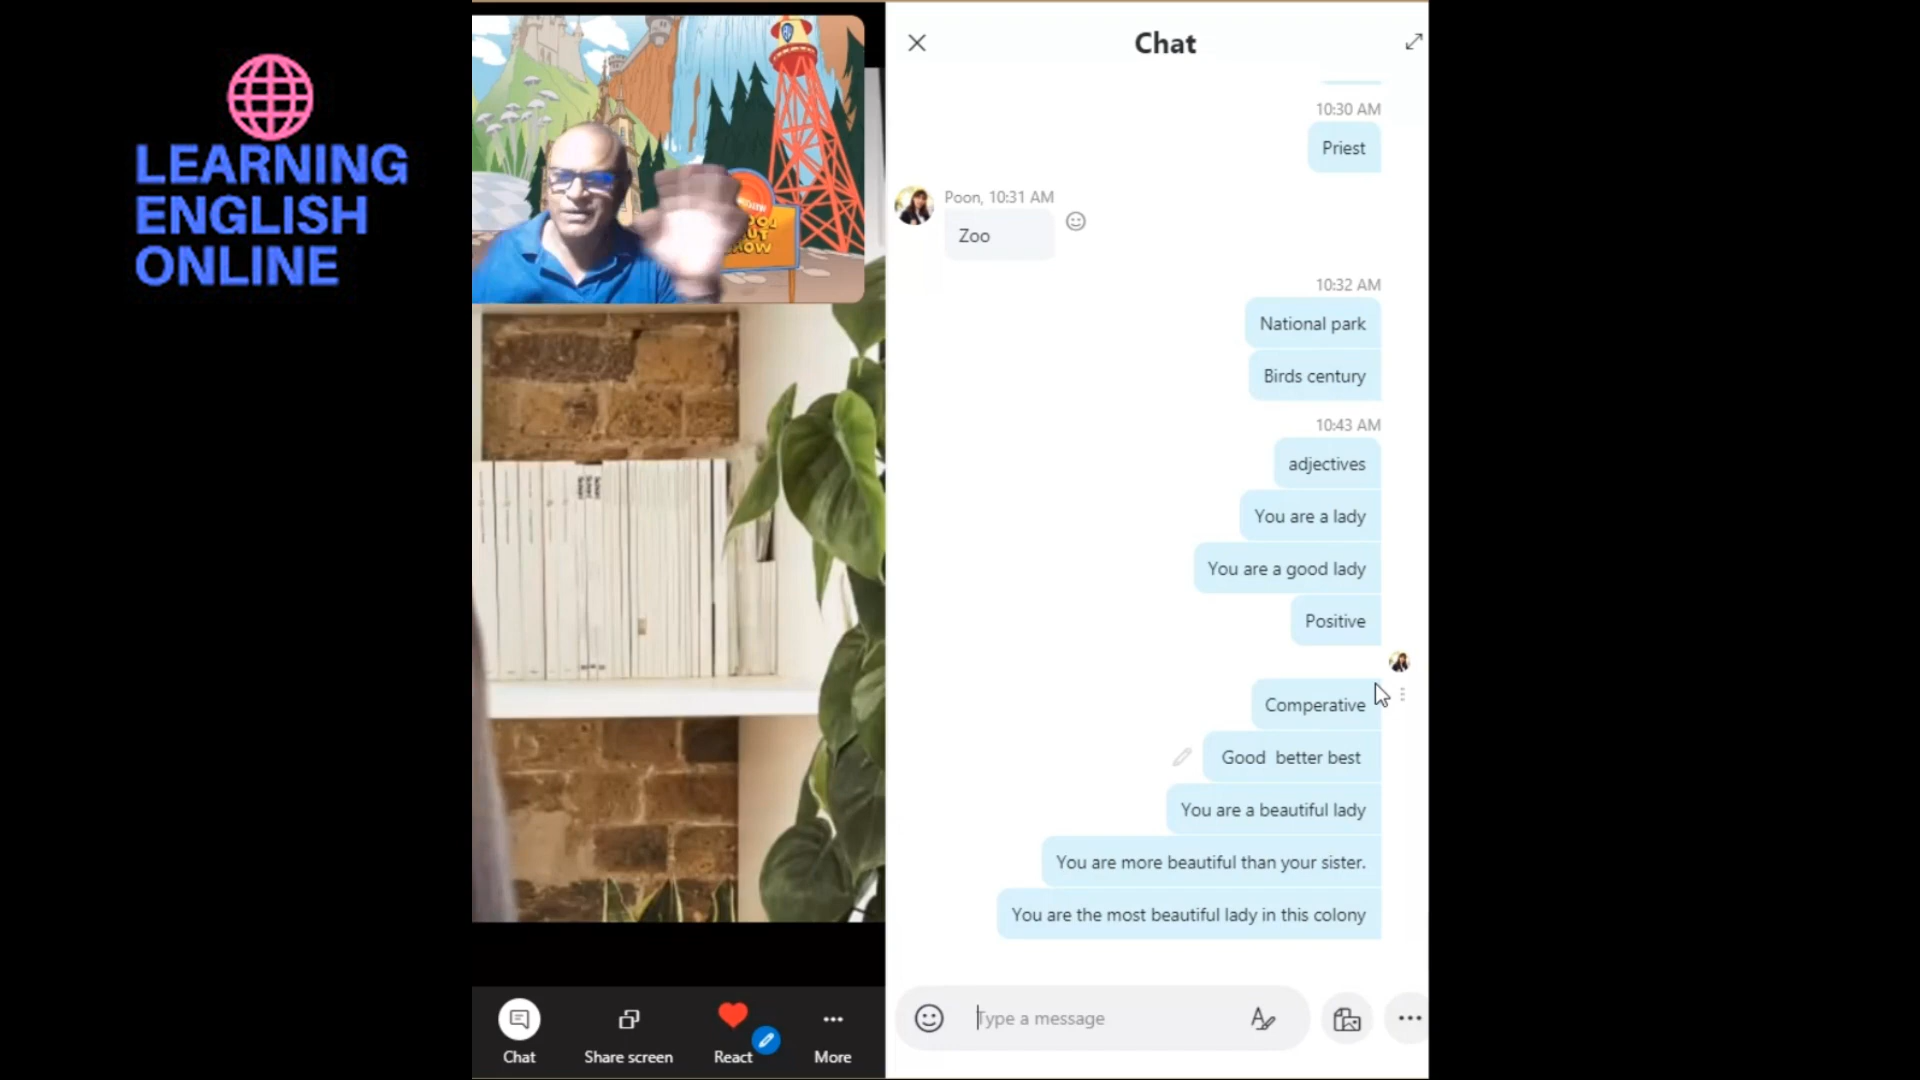 LEARNING
ENGLISH
ONLINE
Chat
10:30 AM
Priest
Poon, 10:31 AM
Zoo
10:32 AM
National park
Birds century
10:43 AM
adjectives
You are a lady
You are a good lady
Positive
Comperative
Good  better best
You are a beautiful lady
You are more beautiful than your sister.
You are the most beautiful lady in this colony
Type a message
Chat
Share screen
React
More